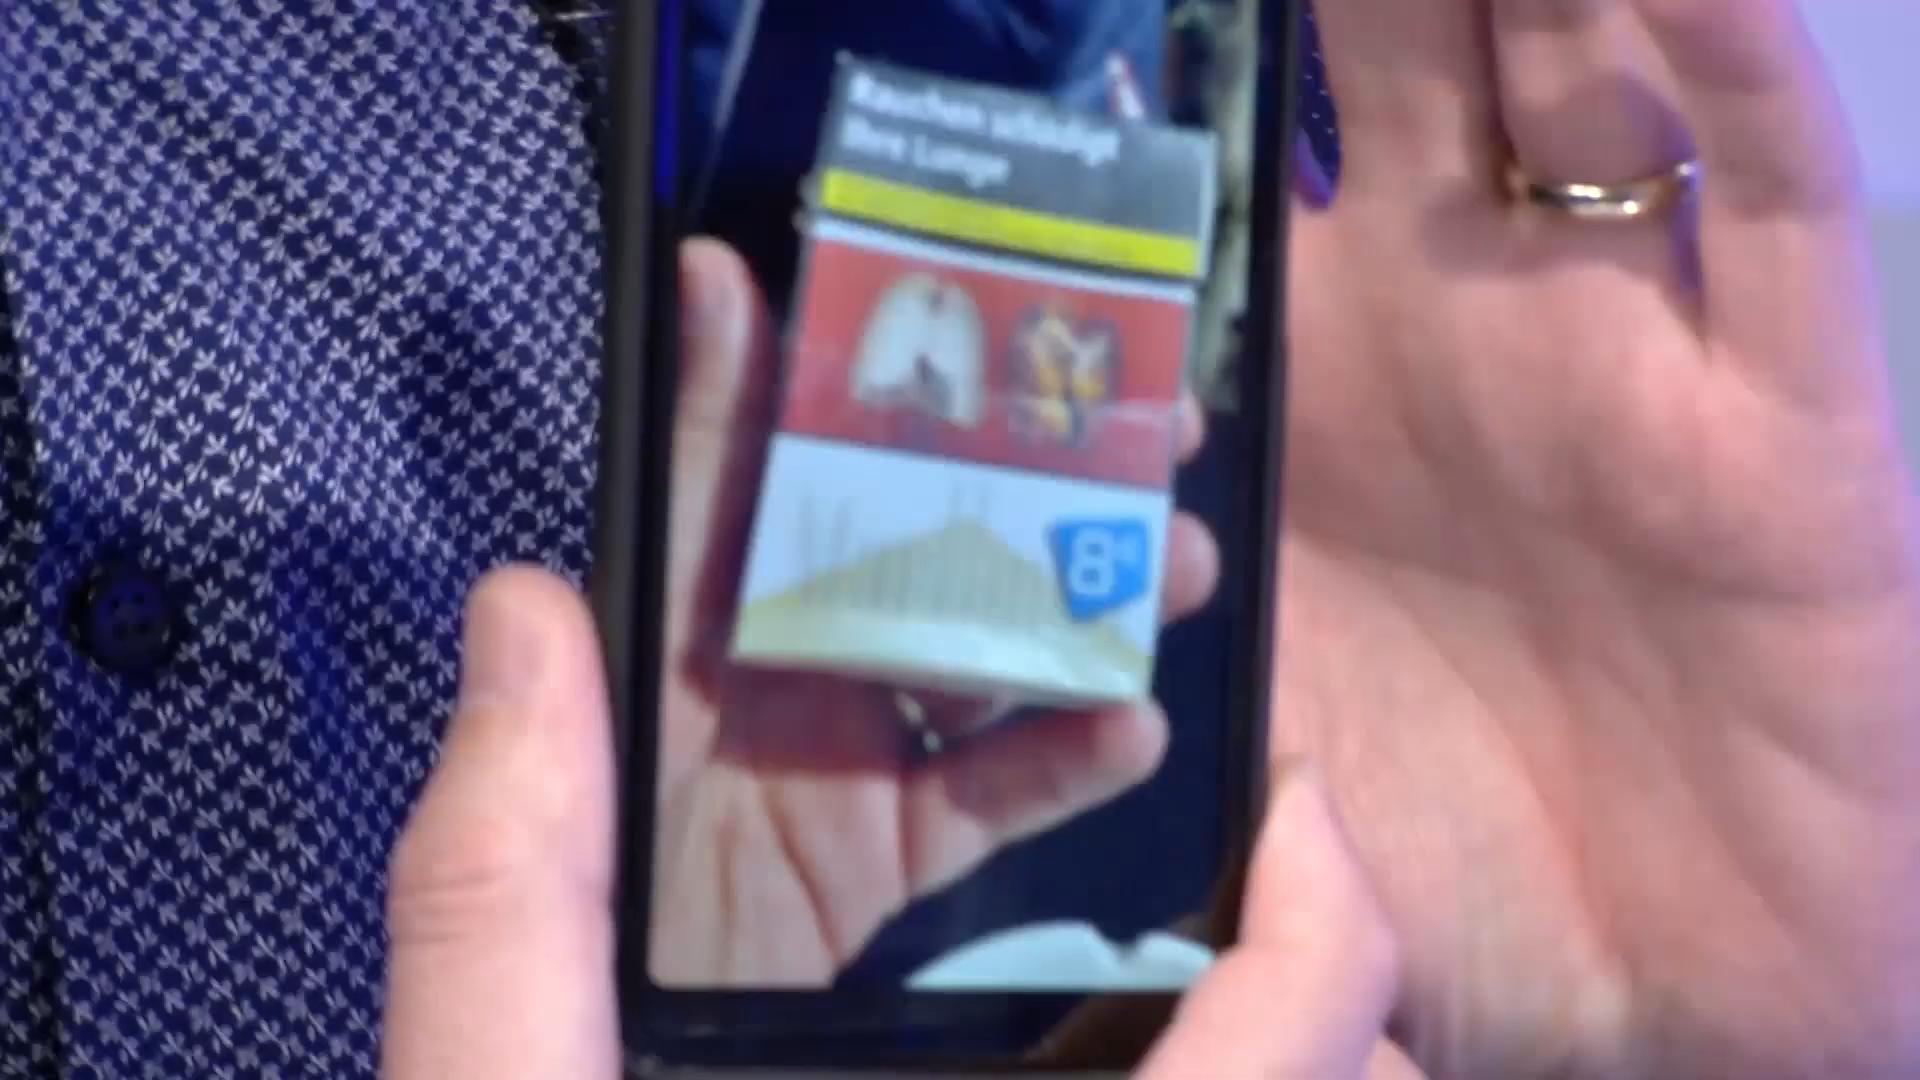 Rauchen schädigt
Ihre Lunge
8€